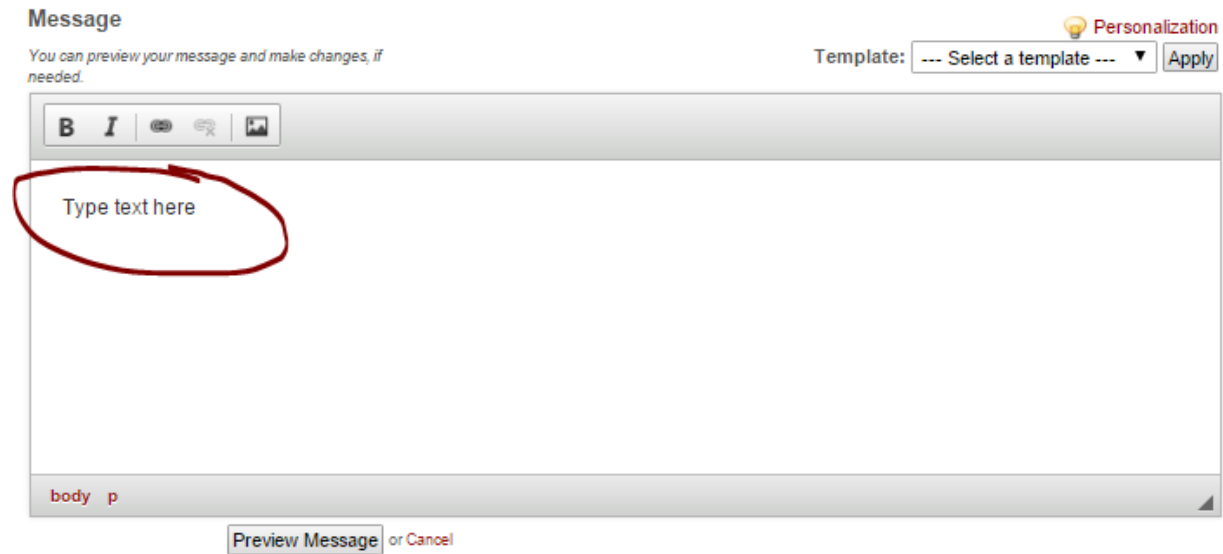 Message
Personalization
You can preview your message and make changes, if
needed.
Template: --- Select a template --- Apply
B I
Type text here
body p
Preview Message or Cancel